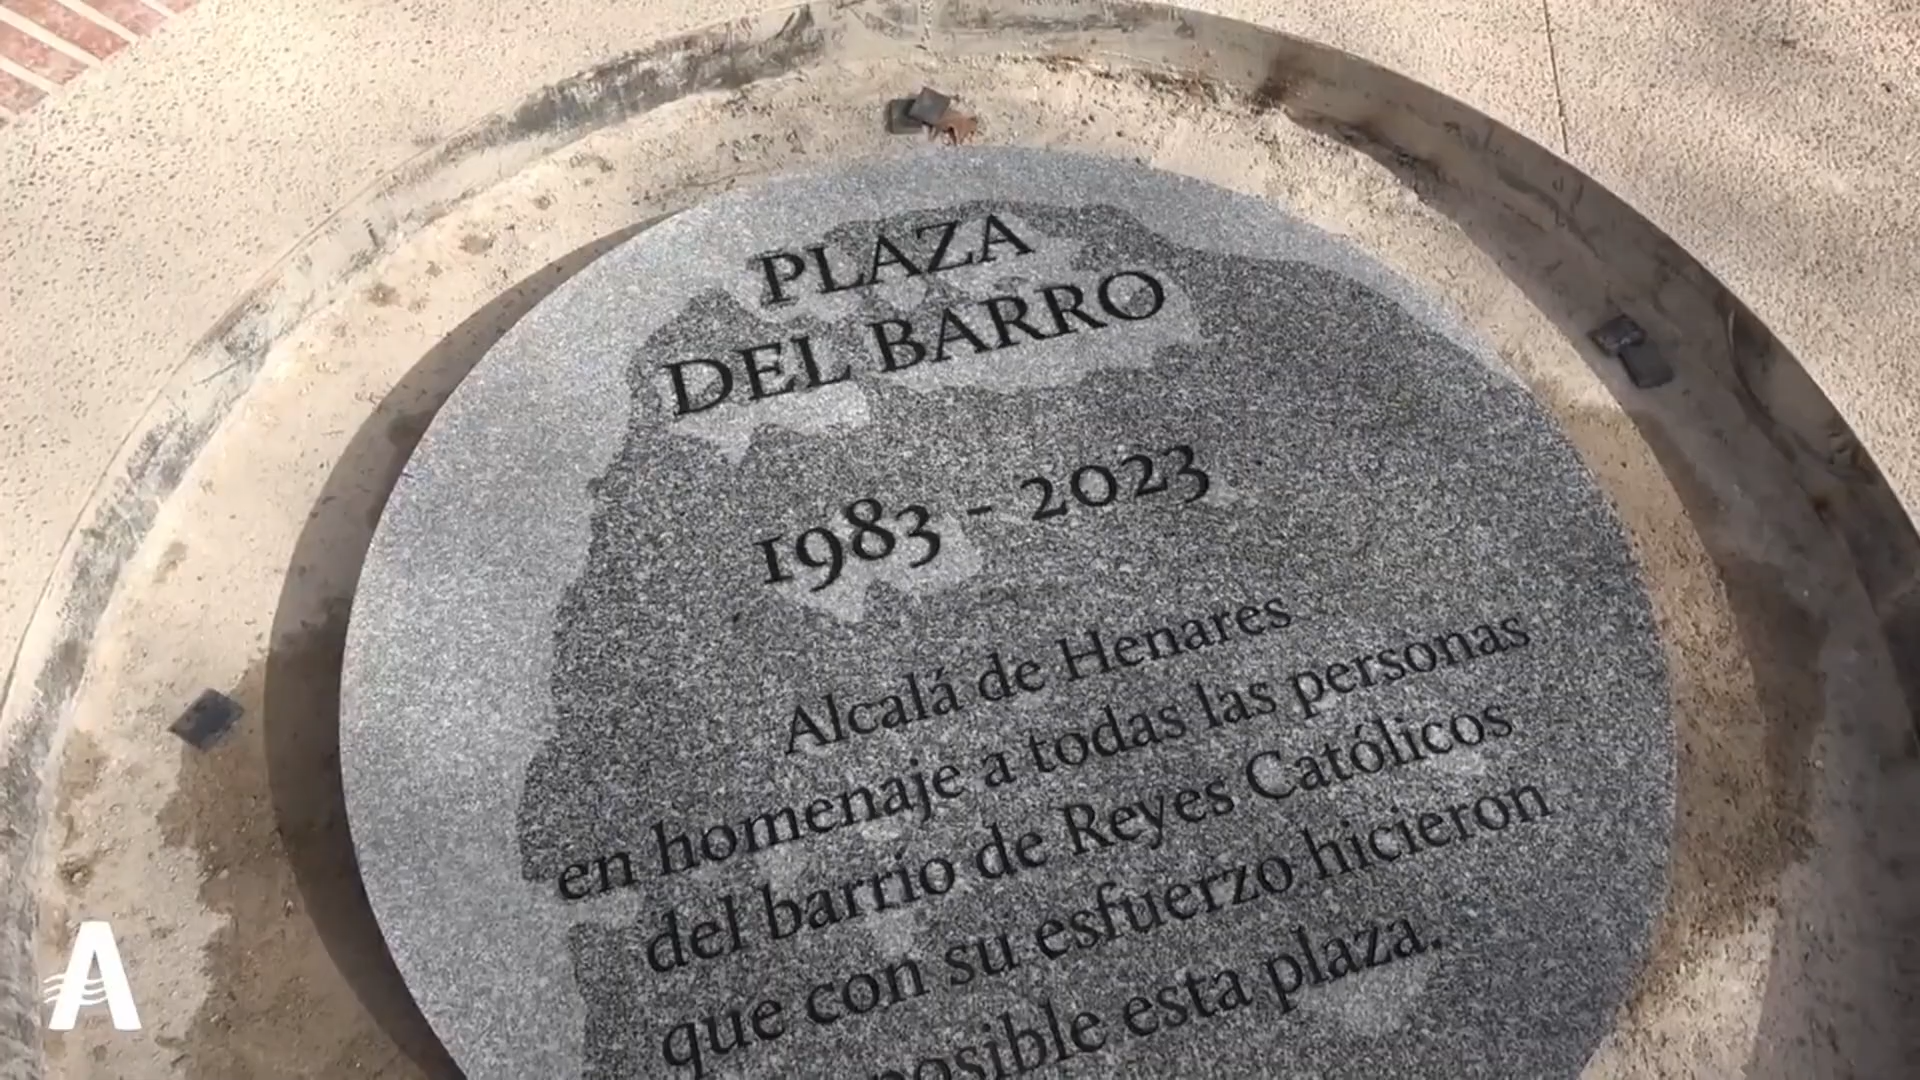 PLAZA
DEL BARRO
1983 - 2023
Alcalá de Henares
en homenaje a todas las personas
del barrio de Reyes Católicos
que con su esfuerzo hicieron
posible esta plaza.
A